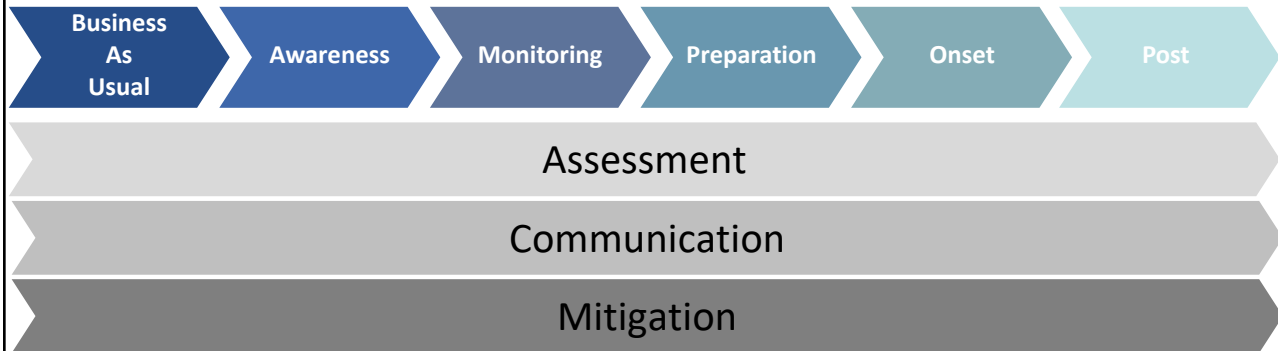 Business
As
Usual
Awareness
Monitoring
Preparation
Onset
Post
Assessment
Communication
Mitigation